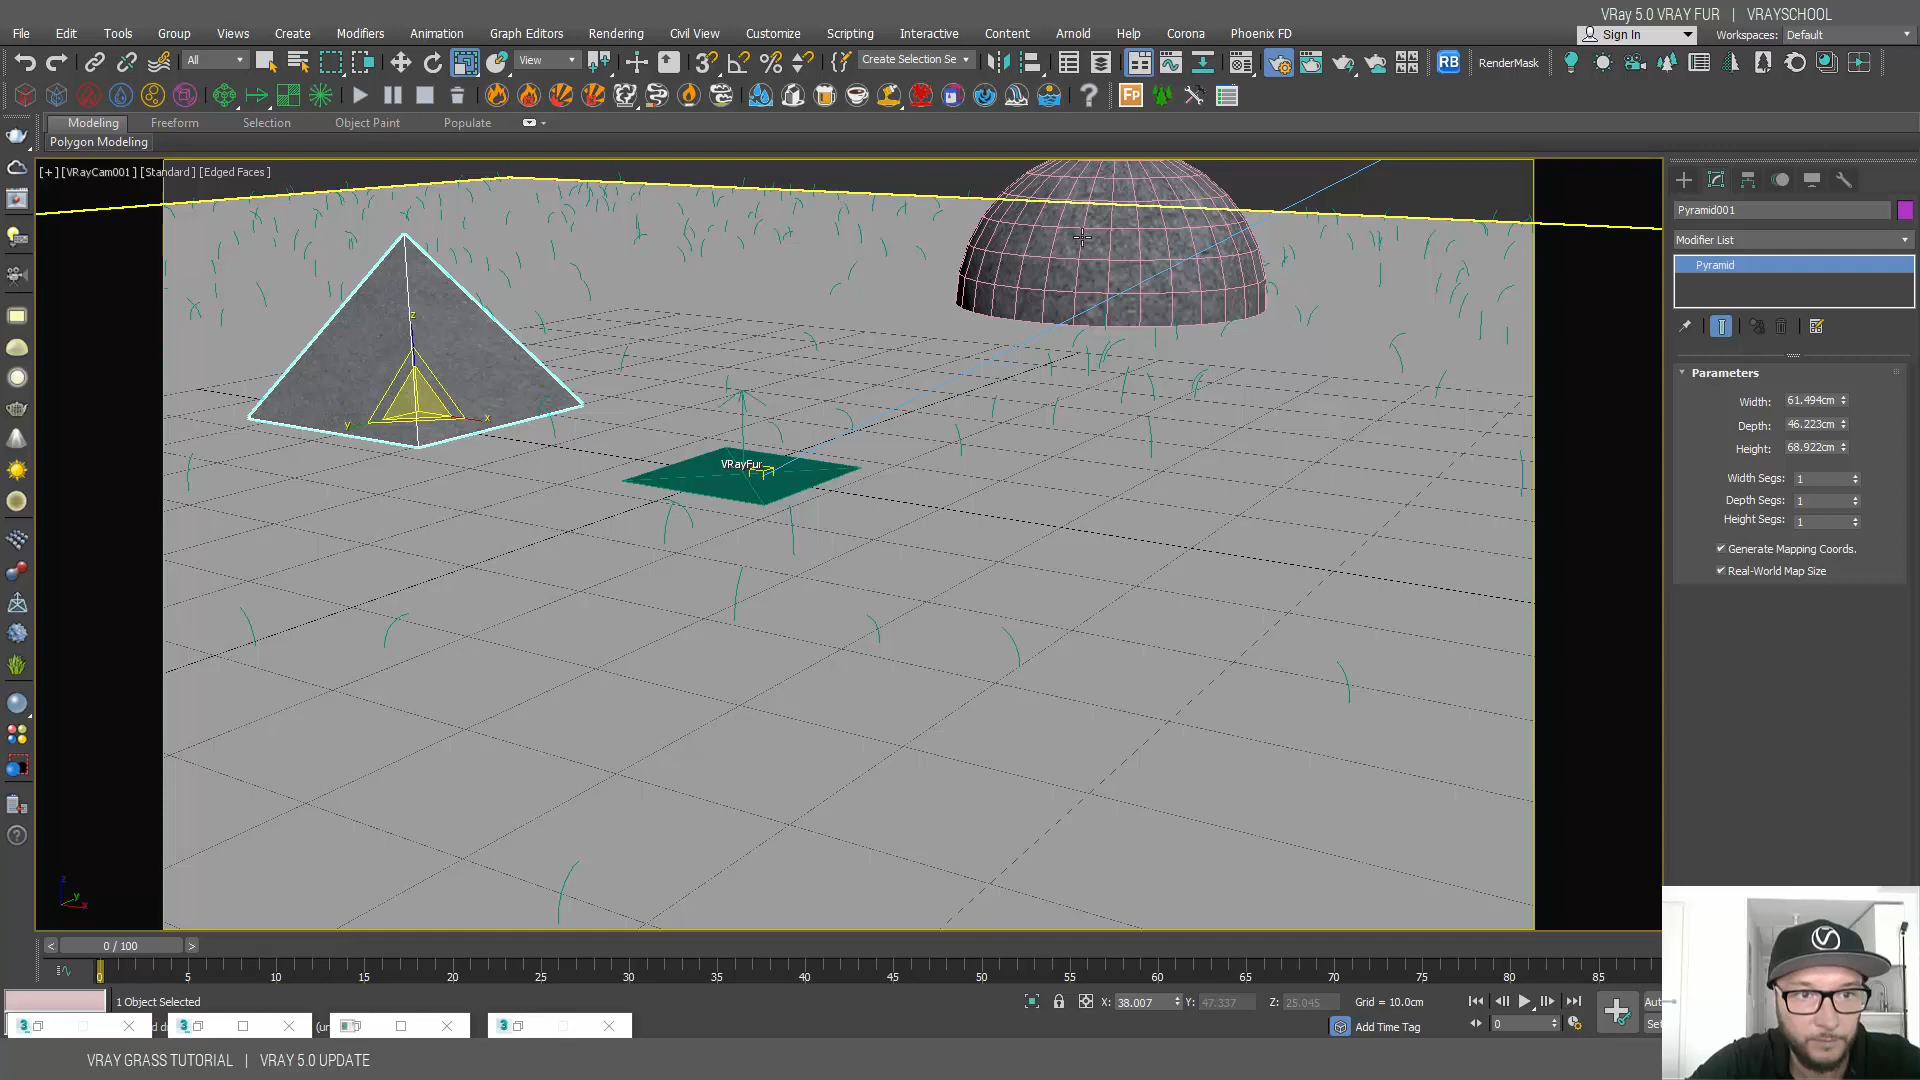 VRay 5.0 VRAY FUR | VRAYSCHOOL
File Edit Tools Group Views Create Modifiers Animation Graph Editors Rendering Civil View Customize Scripting Interactive Content Arnold Help Corona Phoenix FD
Sign In Workspaces: Default
All View Create Selection Se RB RenderMask
Fp
Modeling Freeform Selection Object Paint Populate
Polygon Modeling
[+] [VRayCam001] [Standard] [Edged Faces]
Pyramid001
Modifier List
Pyramid
z
x
y
VRayFur
Parameters
Width: 61.494cm
Depth: 46.223cm
Height: 68.922cm
Width Segs: 1
Depth Segs: 1
Height Segs: 1
Generate Mapping Coords.
Real-World Map Size
z
y
x
< 0 / 100 >
0 5 10 15 20 25 30 35 40 45 50 55 60 65 70 75 80 85
1 Object Selected
X: 38.007 Y: 47.337 Z: 25.045 Grid = 10.0cm
Add Time Tag
0
VRAY GRASS TUTORIAL | VRAY 5.0 UPDATE